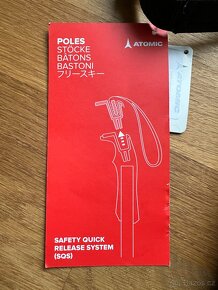 POLES
STÖCKE
BÂTONS
BASTONI
フリースキー
ATOMIC
SAFETY QUICK
RELEASE SYSTEM
(SQS)